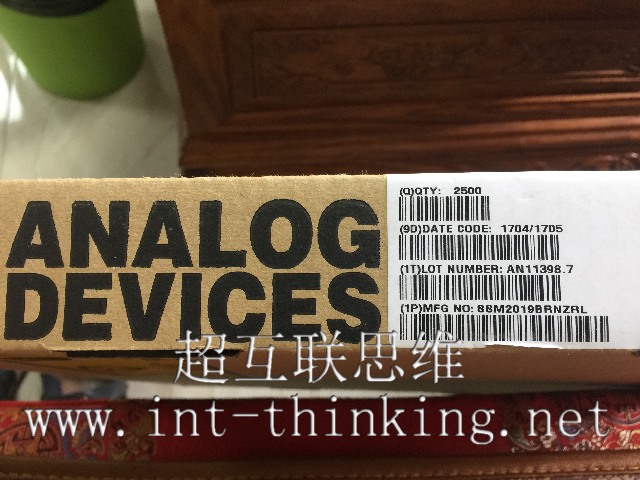 ANALOG
DEVICES
(Q)QTY: 2500
(9D)DATE CODE: 1704/1705
(1T)LOT NUMBER: AN11398.7
(1P)MFG NO: SSM2019BRNZRL
超互联思维
www.int-thinking.net